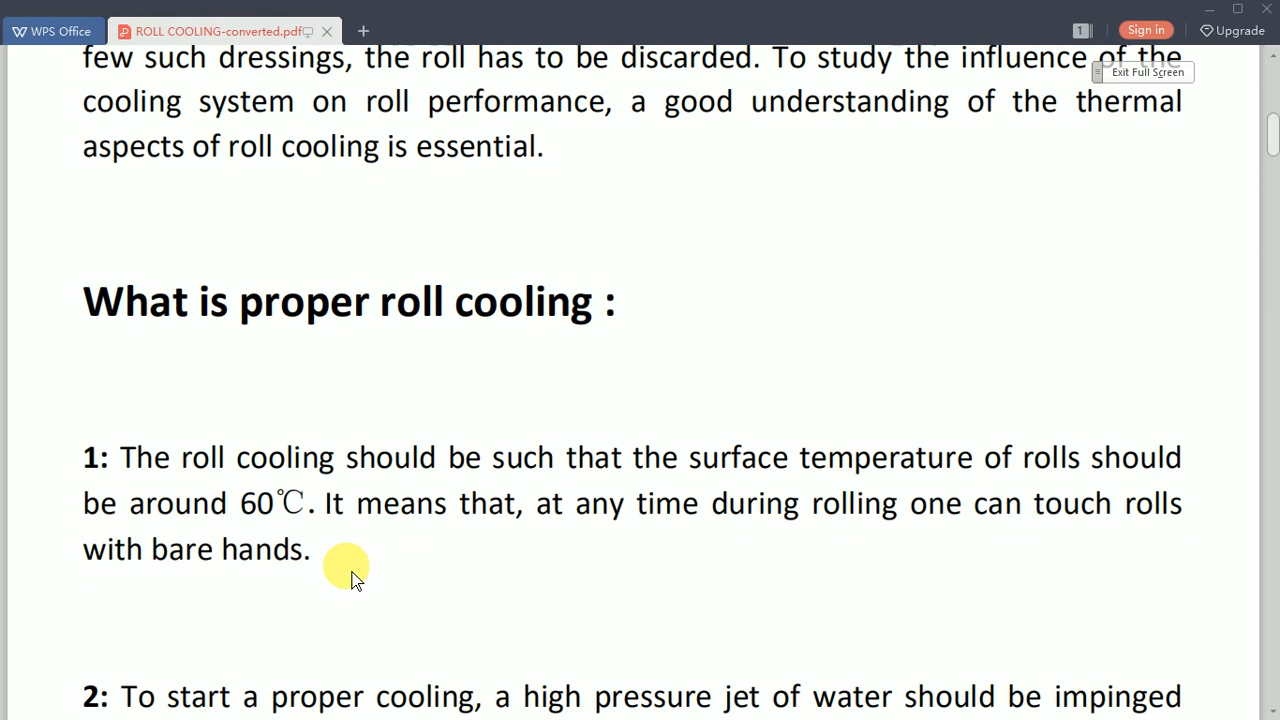 WPS Office
ROLL COOLING-converted.pdf
1
Sign in
Upgrade
few such dressings, the roll has to be discarded. To study the influence of the
Exit Full Screen
cooling system on roll performance, a good understanding of the thermal
aspects of roll cooling is essential.
What is proper roll cooling :
1: The roll cooling should be such that the surface temperature of rolls should
be around 60℃. It means that, at any time during rolling one can touch rolls
with bare hands.
2: To start a proper cooling, a high pressure jet of water should be impinged